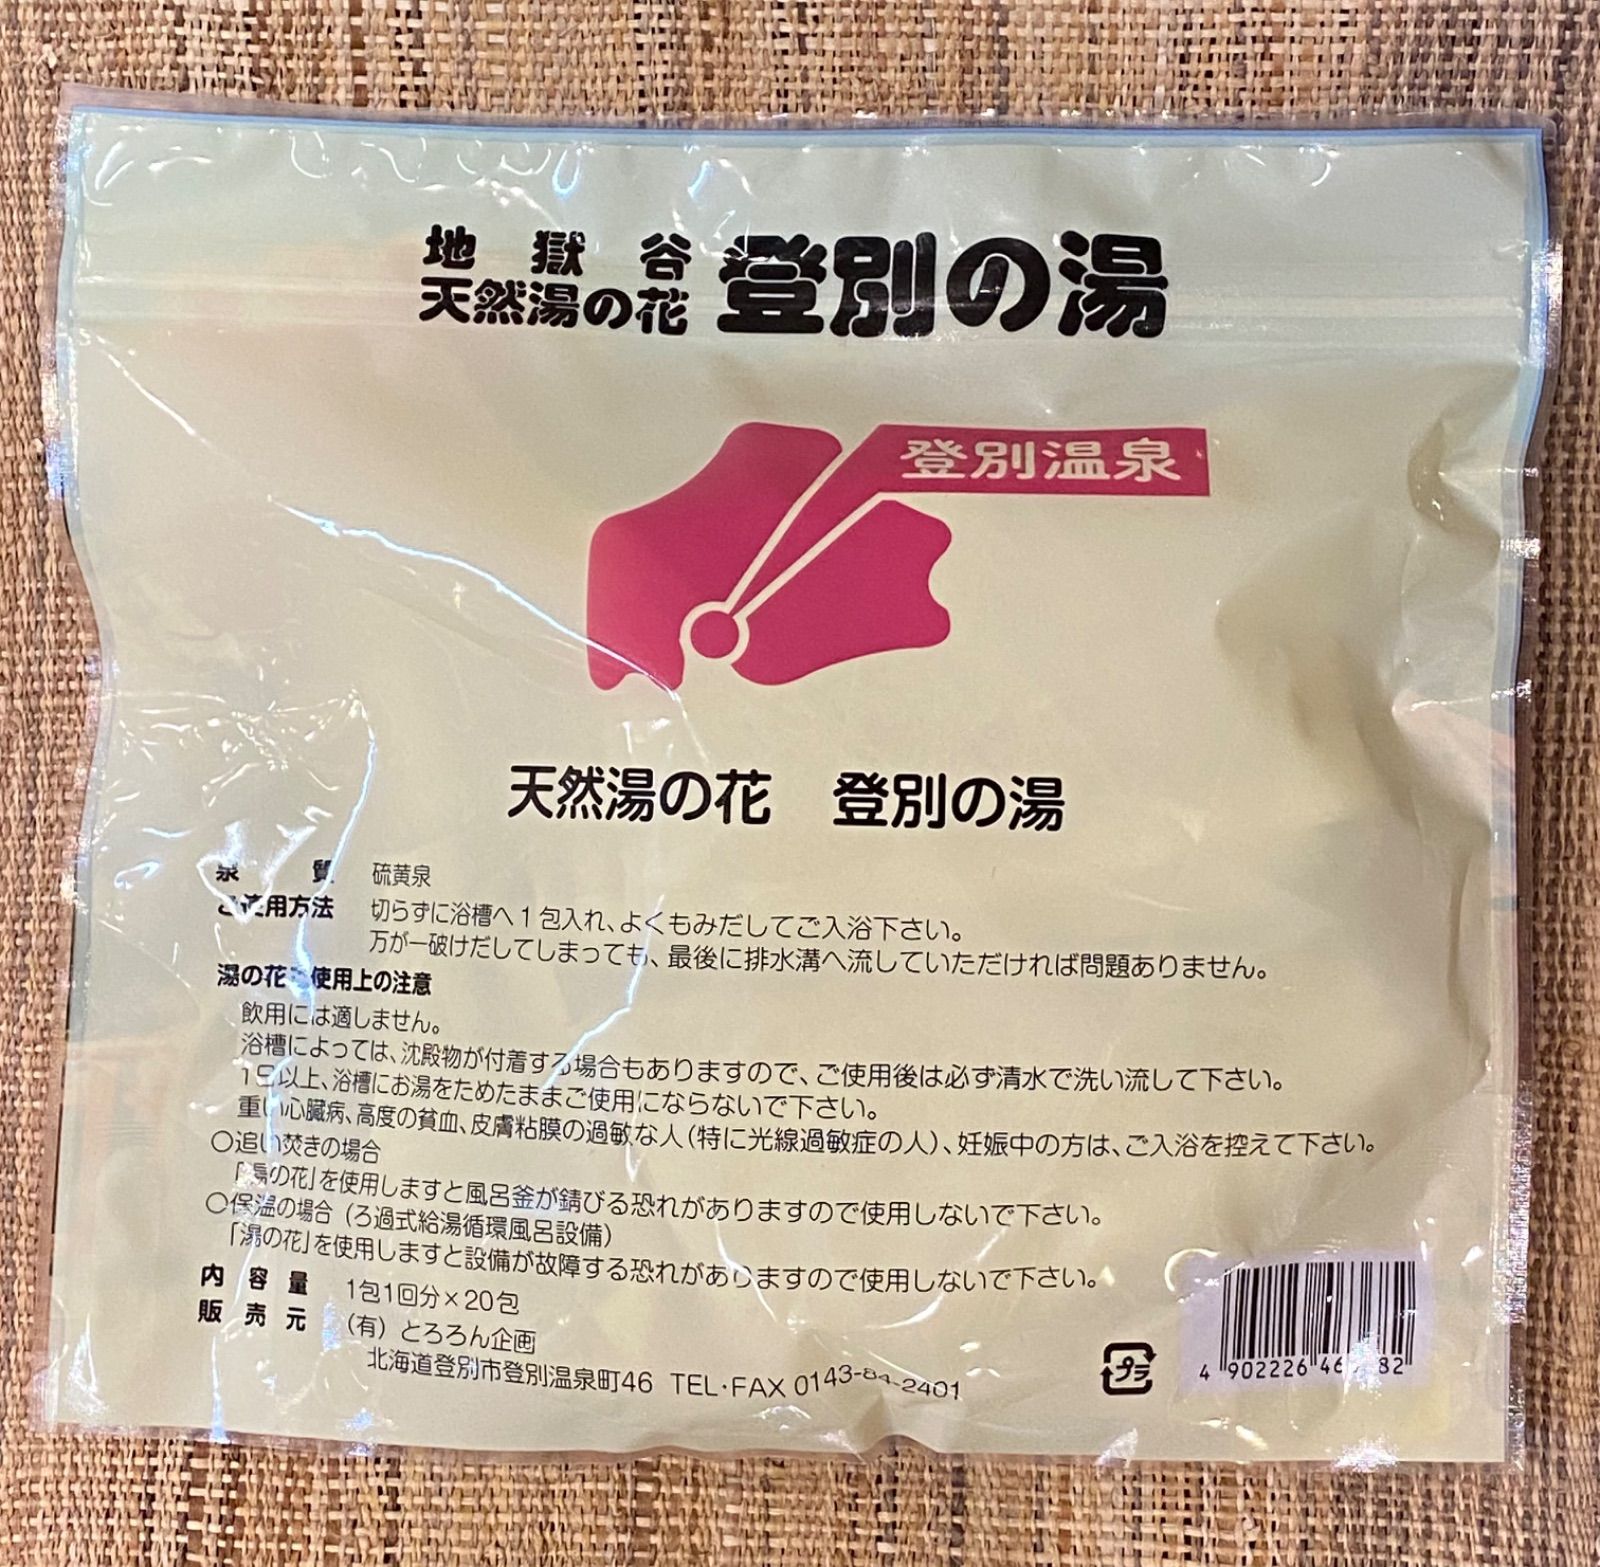 地獄谷
天然湯の花
登別の湯
登別温泉
天然湯の花 登別の湯
泉質 硫黄泉
ご使用方法 切らずに浴槽へ1包入れ、よくもみだしてご入浴下さい。
万が一破けだしてしまっても、最後に排水溝へ流していただければ問題ありません。
湯の花ご使用上の注意
飲用には適しません。
浴槽によっては、沈殿物が付着する場合もありますので、ご使用後は必ず清水で洗い流して下さい。
1日以上、浴槽にお湯をためたままご使用にならないで下さい。
重い心臓病、高度の貧血、皮膚粘膜の過敏な人(特に光線過敏症の人)、妊娠中の方は、ご入浴を控えて下さい。
○追い焚きの場合
「湯の花」を使用しますと風呂釜が錆びる恐れがありますので使用しないで下さい。
○保温の場合(ろ過式給湯循環風呂設備)
「湯の花」を使用しますと設備が故障する恐れがありますので使用しないで下さい。
内容量 1包1回分×20包
販売元 (有)とろろん企画
北海道登別市登別温泉町46 TEL・FAX 0143-84-2401
プラ
4 902226